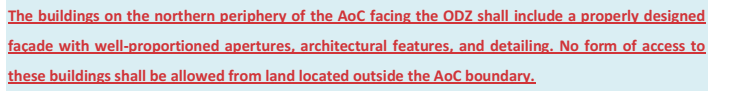 The buildings on the northern periphery of the AoC facing the ODZ shall include a properly designed
façade with well-proportioned apertures, architectural features, and detailing. No form of access to
these buildings shall be allowed from land located outside the AoC boundary.